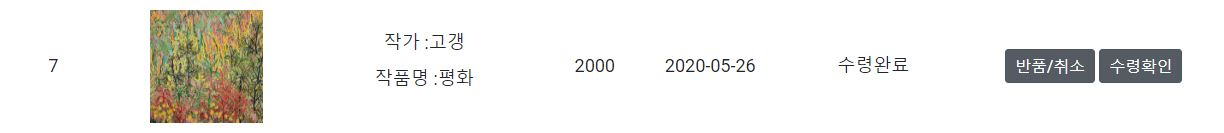 7
작가 :고갱
작품명 :평화
2000
2020-05-26
수령완료
반품/취소
수령확인